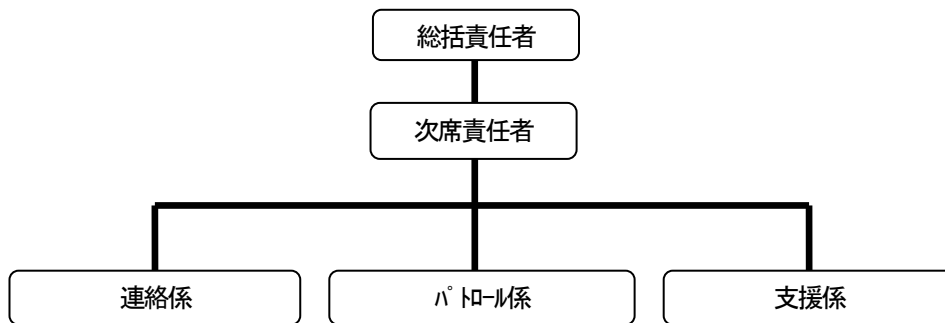 総括責任者
次席責任者
連絡係
ﾊﾟﾄﾛｰﾙ係
支援係